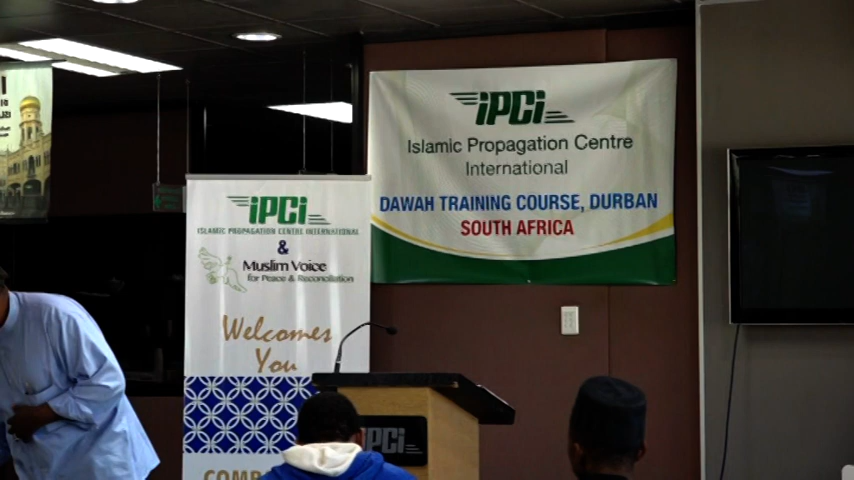 iPCi
Islamic Propagation Centre
International
DAWAH TRAINING COURSE, DURBAN
SOUTH AFRICA
iPCi
ISLAMIC PROPAGATION CENTRE INTERNATIONAL
&
Muslim Voice
for Peace & Reconciliation
Welcomes
You
iPCi